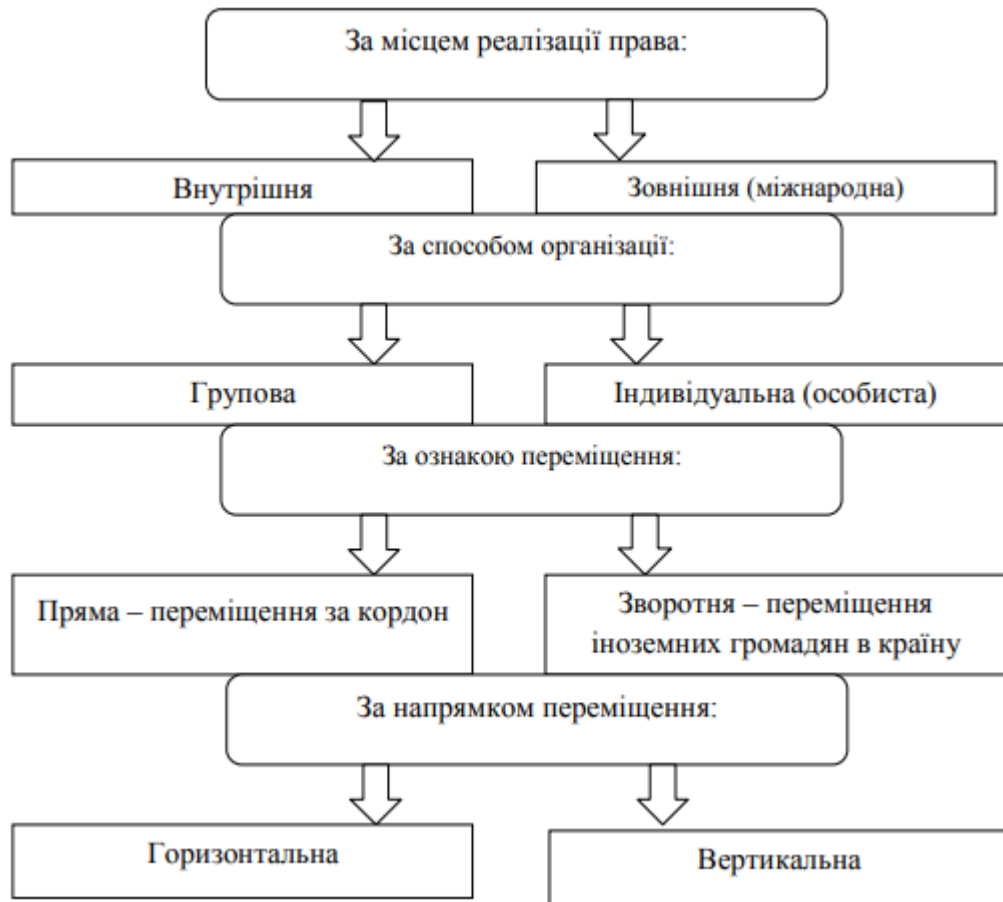 За місцем реалізації права:
Внутрішня
Зовнішня (міжнародна)
За способом організації:
Групова
Індивідуальна (особиста)
За ознакою переміщення:
Пряма – переміщення за кордон
Зворотня – переміщення
іноземних громадян в країну
За напрямком переміщення:
Горизонтальна
Вертикальна